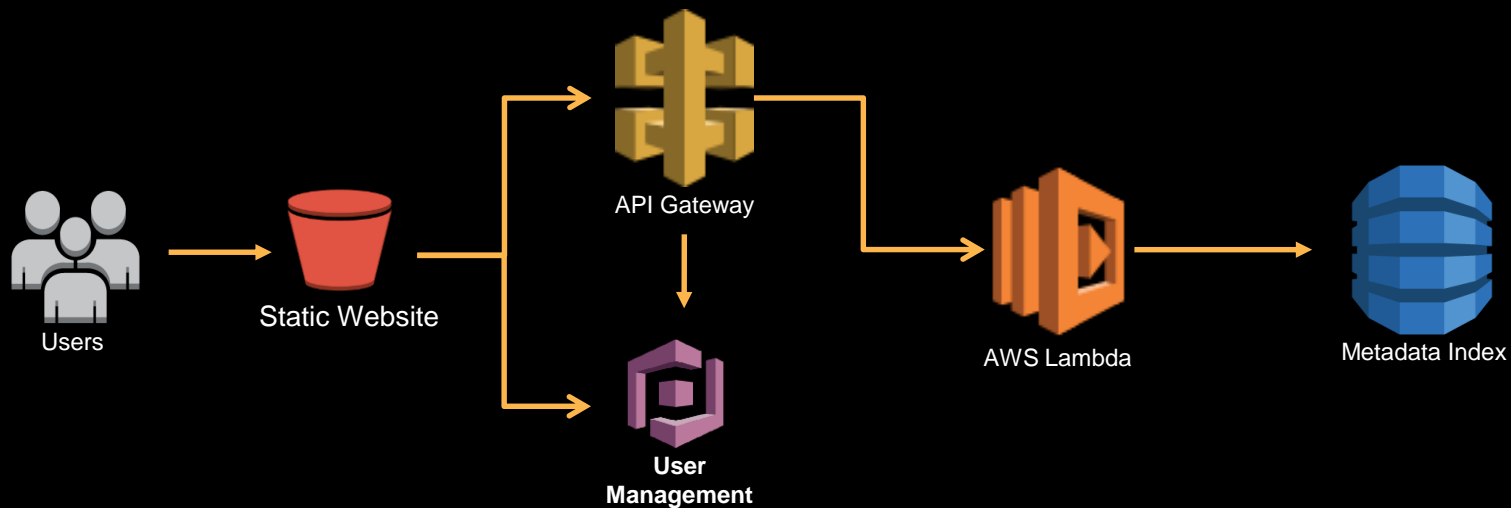 Users
Static Website
API Gateway
User
Management
AWS Lambda
Metadata Index